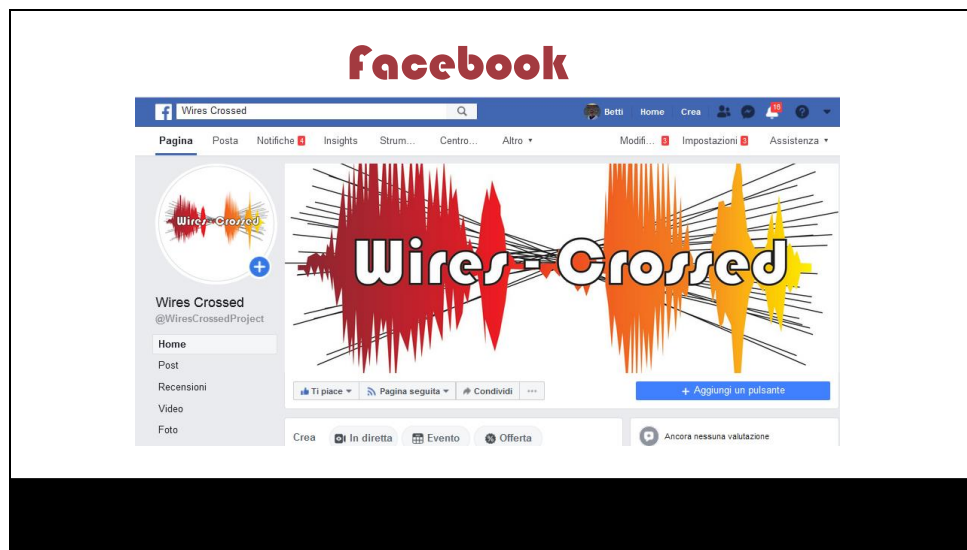 Facebook
Wires Crossed
Betti Home Crea 16
Pagina Posta Notifiche 4 Insights Strum... Centro... Altro Modifi... 3 Impostazioni 3 Assistenza
Wires-Crossed
Wires - Crossed
Wires Crossed
@WiresCrossedProject
Home
Post
Recensioni
Video
Foto
Ti piace Pagina seguita Condividi ...
+ Aggiungi un pulsante
Crea In diretta Evento Offerta
Ancora nessuna valutazione